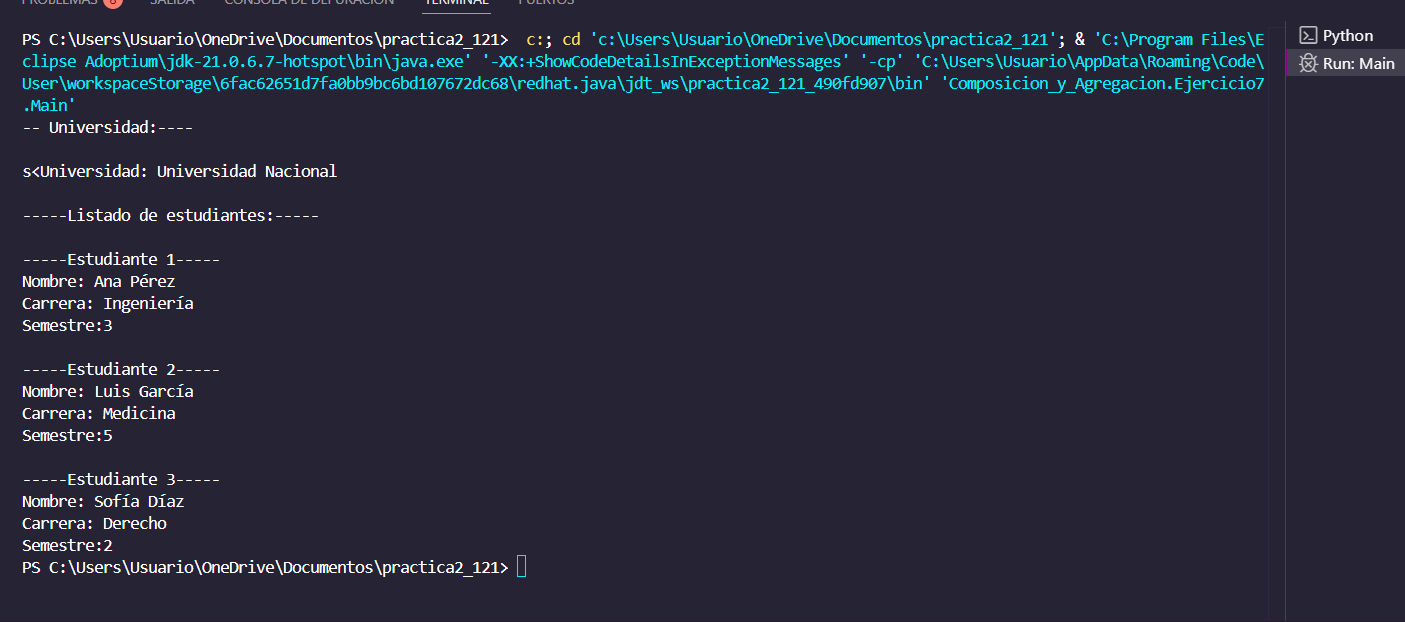 PROBLEMAS 8 SALIDA CONSOLA DE DEPURACIÓN TERMINAL PUERTOS
PS C:\Users\Usuario\OneDrive\Documentos\practica2_121>  c:; cd 'c:\Users\Usuario\OneDrive\Documentos\practica2_121'; & 'C:\Program Files\E
clipse Adoptium\jdk-21.0.6.7-hotspot\bin\java.exe' '-XX:+ShowCodeDetailsInExceptionMessages' '-cp' 'C:\Users\Usuario\AppData\Roaming\Code\
User\workspaceStorage\6fac62651d7fa0bb9bc6bd107672dc68\redhat.java\jdt_ws\practica2_121_490fd907\bin' 'Composicion_y_Agregacion.Ejercicio7
.Main'
-- Universidad:----
s<Universidad: Universidad Nacional
-----Listado de estudiantes:-----
-----Estudiante 1-----
Nombre: Ana Pérez
Carrera: Ingeniería
Semestre:3
-----Estudiante 2-----
Nombre: Luis García
Carrera: Medicina
Semestre:5
-----Estudiante 3-----
Nombre: Sofía Díaz
Carrera: Derecho
Semestre:2
PS C:\Users\Usuario\OneDrive\Documentos\practica2_121>
Python
Run: Main